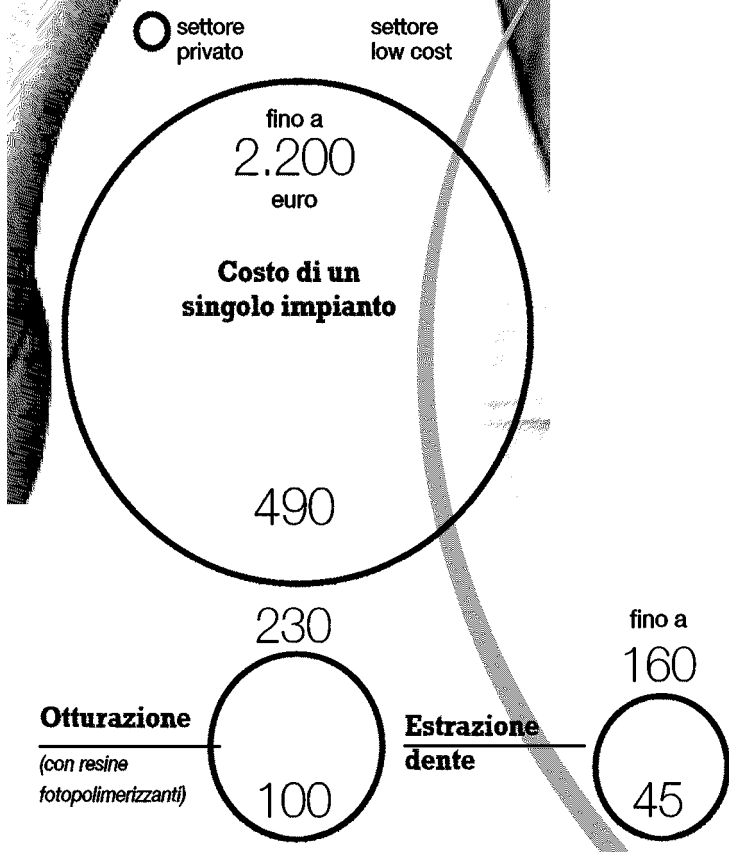 settore
privato
settore
low cost
fino a
2.200
euro
Costo di un
singolo impianto
490
230
Otturazione
(con resine
fotopolimerizzanti)
100
fino a
160
Estrazione
dente
45